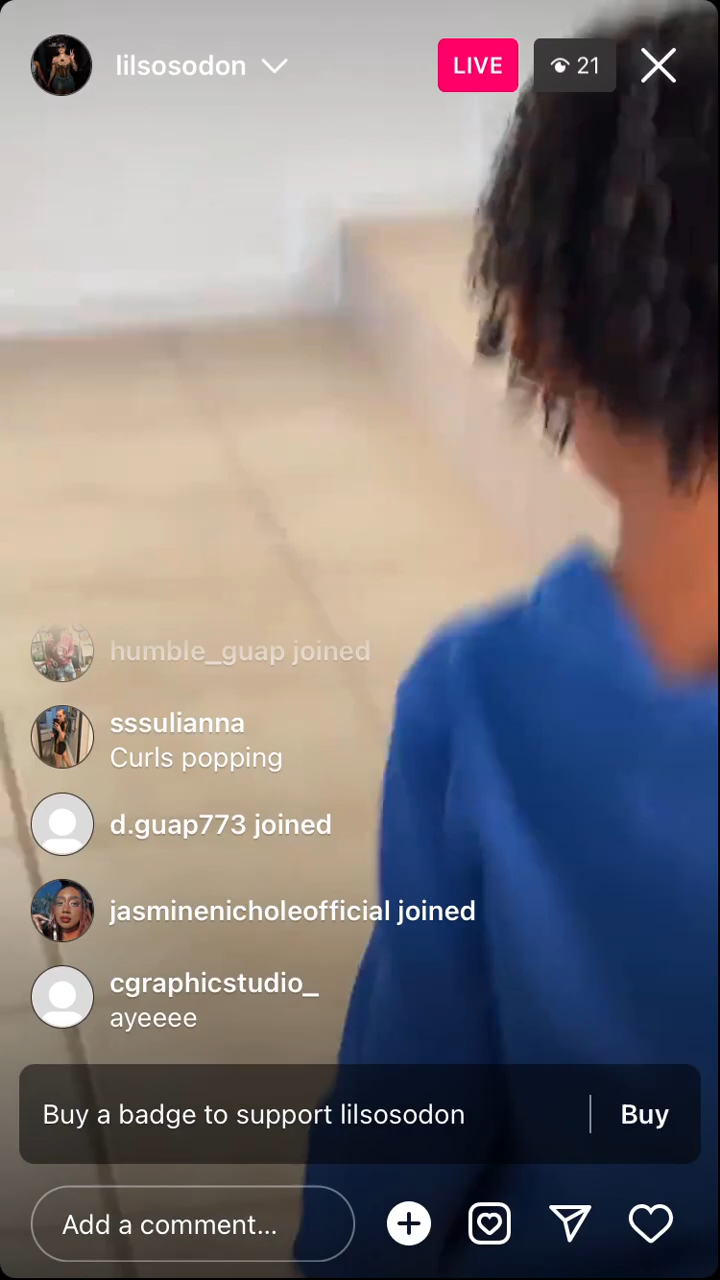 lilsosodon
LIVE
21
humble_guap joined
sssulianna
Curls popping
d.guap773 joined
jasminenicholeofficial joined
cgraphicstudio_
ayeeee
Buy a badge to support lilsosodon
Buy
Add a comment...